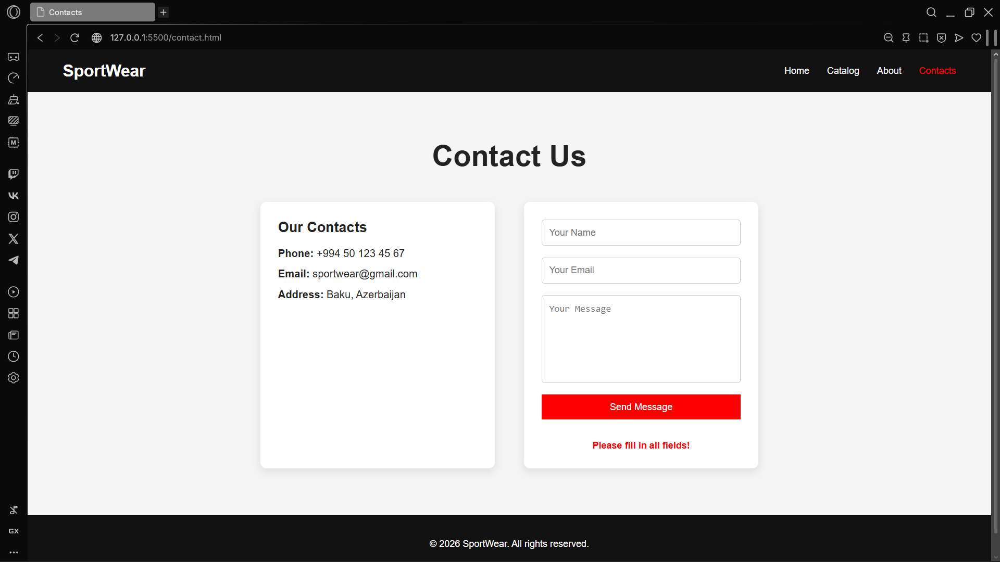 Contacts
127.0.0.1:5500/contact.html
SportWear
Home Catalog About Contacts
Contact Us
Our Contacts
Phone: +994 50 123 45 67
Email: sportwear@gmail.com
Address: Baku, Azerbaijan
Your Name
Your Email
Your Message
Send Message
Please fill in all fields!
GX
© 2026 SportWear. All rights reserved.